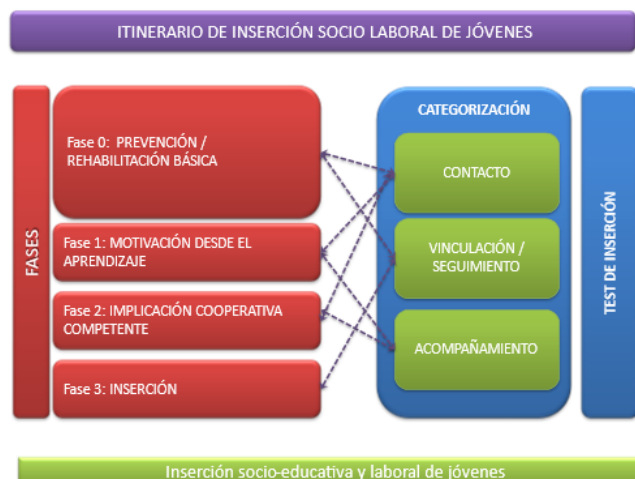 ITINERARIO DE INSERCIÓN SOCIO LABORAL DE JÓVENES
FASES
Fase 0: PREVENCIÓN /
REHABILITACIÓN BÁSICA
Fase 1: MOTIVACIÓN DESDE EL
APRENDIZAJE
Fase 2: IMPLICACIÓN COOPERATIVA
COMPETENTE
Fase 3: INSERCIÓN
CATEGORIZACIÓN
CONTACTO
VINCULACIÓN /
SEGUIMIENTO
ACOMPAÑAMIENTO
TEST DE INSERCIÓN
Inserción socio-educativa y laboral de jóvenes